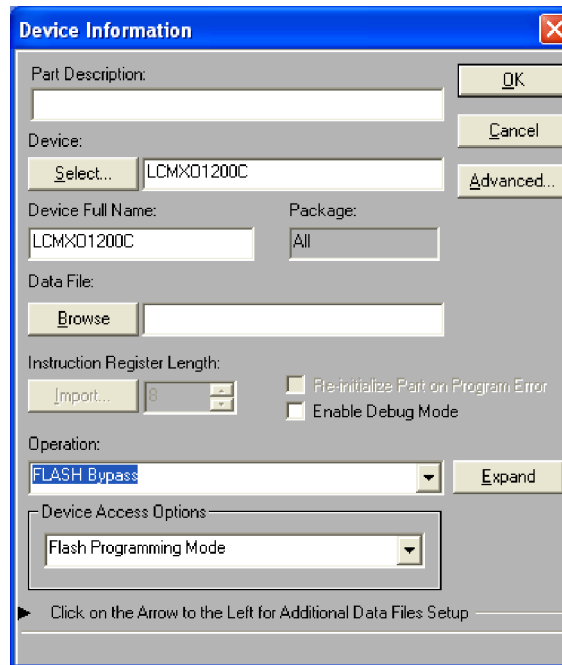 Device Information
Part Description:
OK
Device:
Cancel
Select... LCMXO1200C
Advanced...
Device Full Name: Package:
LCMXO1200C All
Data File:
Browse
Instruction Register Length:
Import... 8 Re-initialize Part on Program Error
Enable Debug Mode
Operation:
FLASH Bypass Expand
Device Access Options
Flash Programming Mode
Click on the Arrow to the Left for Additional Data Files Setup